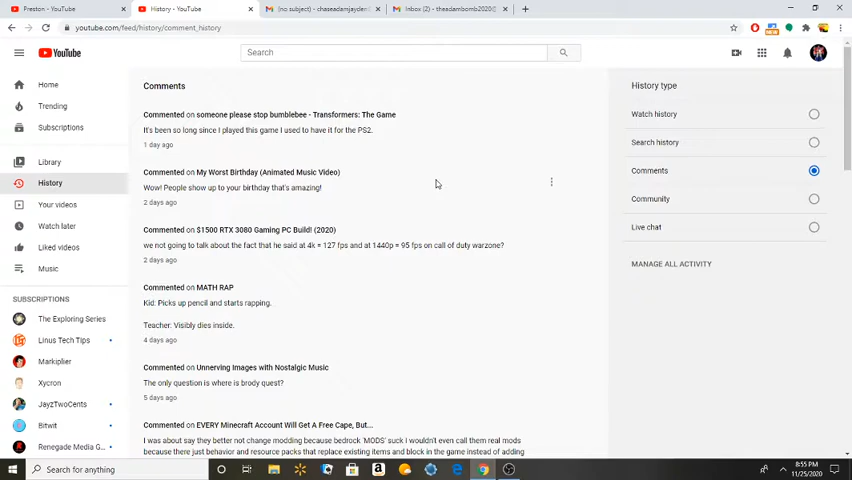 Preston - YouTube
History - YouTube
(no subject) - chaseadamjayden
Inbox (2) - theadambomb2020@
youtube.com/feed/history/comment_history
YouTube
Search
Home
Trending
Subscriptions
Library
History
Your videos
Watch later
Liked videos
Music
SUBSCRIPTIONS
The Exploring Series
Linus Tech Tips
Markiplier
Xycron
JayzTwoCents
Bitwit
Renegade Media G...
Comments
Commented on someone please stop bumblebee - Transformers: The Game
It's been so long since I played this game I used to have it for the PS2.
1 day ago
Commented on My Worst Birthday (Animated Music Video)
Wow! People show up to your birthday that's amazing!
2 days ago
Commented on $1500 RTX 3080 Gaming PC Build! (2020)
we not going to talk about the fact that he said at 4k = 127 fps and at 1440p = 95 fps on call of duty warzone?
2 days ago
Commented on MATH RAP
Kid: Picks up pencil and starts rapping.
Teacher: Visibly dies inside.
4 days ago
Commented on Unnerving Images with Nostalgic Music
The only question is where is brody quest?
5 days ago
Commented on EVERY Minecraft Account Will Get A Free Cape, But...
I was about say they better not change modding because bedrock 'MODS' suck I wouldn't even call them real mods
because there just behavior and resource packs that replace existing items and block in the game instead of adding
History type
Watch history
Search history
Comments
Community
Live chat
MANAGE ALL ACTIVITY
Search for anything
8:55 PM
11/25/2020